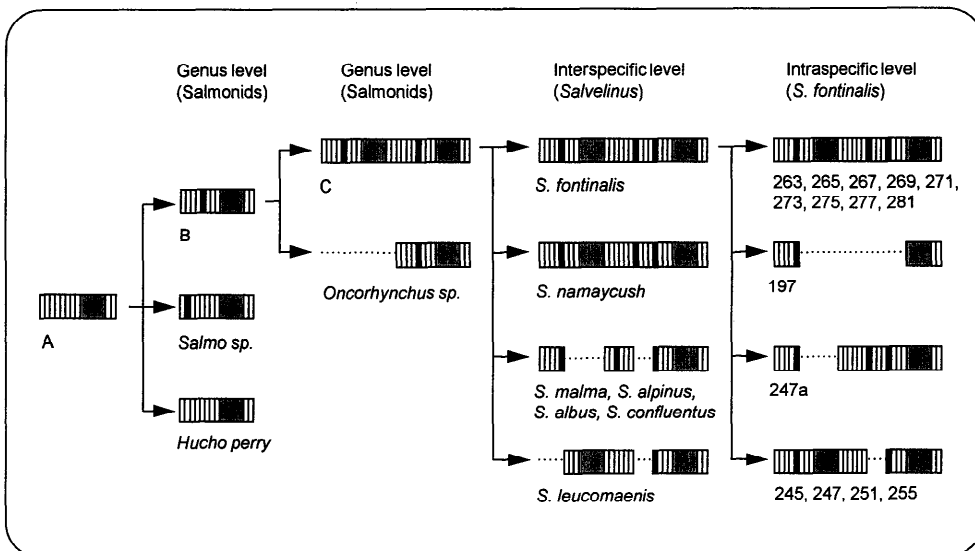 Genus level
(Salmonids)
Genus level
(Salmonids)
Interspecific level
(Salvelinus)
Intraspecific level
(S. fontinalis)
A
B
Salmo sp.
Hucho perry
C
Oncorhynchus sp.
S. fontinalis
S. namaycush
S. malma, S. alpinus,
S. albus, S. confluentus
S. leucomaenis
263, 265, 267, 269, 271,
273, 275, 277, 281
197
247a
245, 247, 251, 255